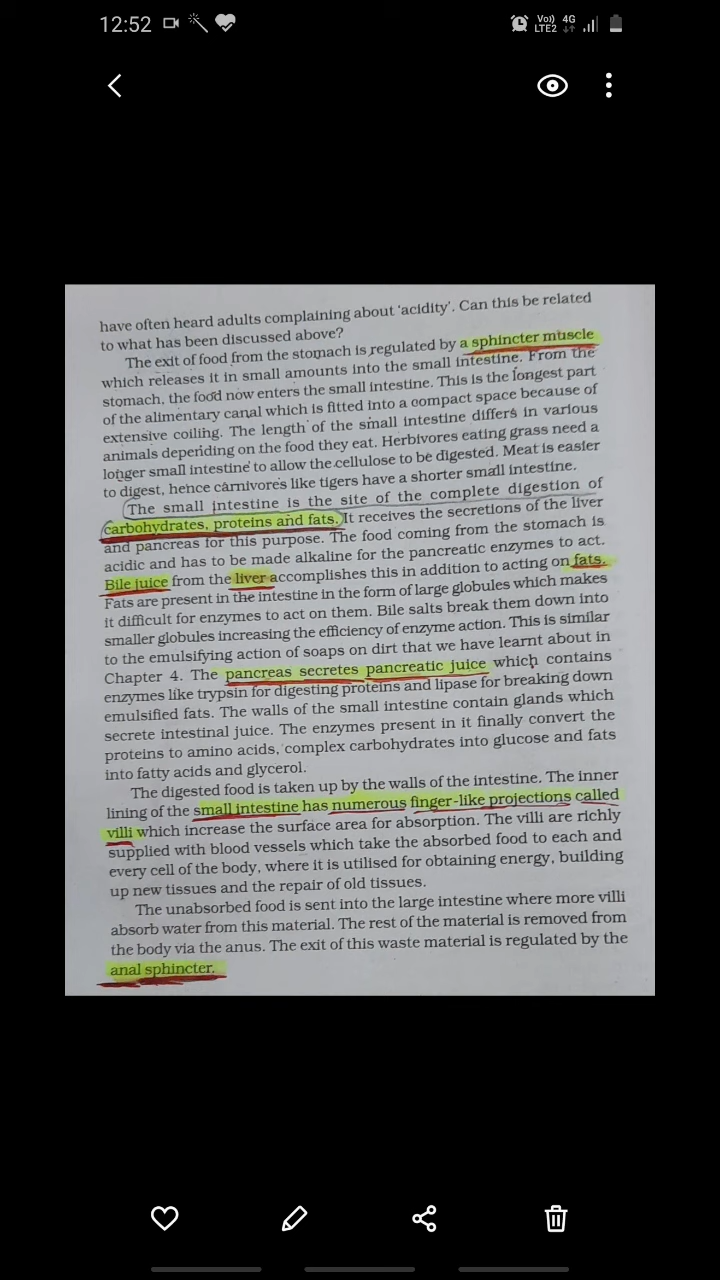 12:52
Vo)) 4G
LTE2
have often heard adults complaining about 'acidity'. Can this be related
to what has been discussed above?
The exit of food from the stomach is regulated by a sphincter muscle
which releases it in small amounts into the small intestine. From the
stomach, the food now enters the small intestine. This is the longest part
of the alimentary canal which is fitted into a compact space because of
extensive coiling. The length of the small intestine differs in various
animals depending on the food they eat. Herbivores eating grass need a
longer small intestine to allow the cellulose to be digested. Meat is easier
to digest, hence carnivores like tigers have a shorter small intestine.
The small intestine is the site of the complete digestion of
carbohydrates, proteins and fats. It receives the secretions of the liver
and pancreas for this purpose. The food coming from the stomach is
acidic and has to be made alkaline for the pancreatic enzymes to act.
Bile juice from the liver accomplishes this in addition to acting on fats.
Fats are present in the intestine in the form of large globules which makes
it difficult for enzymes to act on them. Bile salts break them down into
smaller globules increasing the efficiency of enzyme action. This is similar
to the emulsifying action of soaps on dirt that we have learnt about in
Chapter 4. The pancreas secretes pancreatic juice which contains
enzymes like trypsin for digesting proteins and lipase for breaking down
emulsified fats. The walls of the small intestine contain glands which
secrete intestinal juice. The enzymes present in it finally convert the
proteins to amino acids, complex carbohydrates into glucose and fats
into fatty acids and glycerol.
The digested food is taken up by the walls of the intestine. The inner
lining of the small intestine has numerous finger-like projections called
villi which increase the surface area for absorption. The villi are richly
supplied with blood vessels which take the absorbed food to each and
every cell of the body, where it is utilised for obtaining energy, building
up new tissues and the repair of old tissues.
The unabsorbed food is sent into the large intestine where more villi
absorb water from this material. The rest of the material is removed from
the body via the anus. The exit of this waste material is regulated by the
anal sphincter.